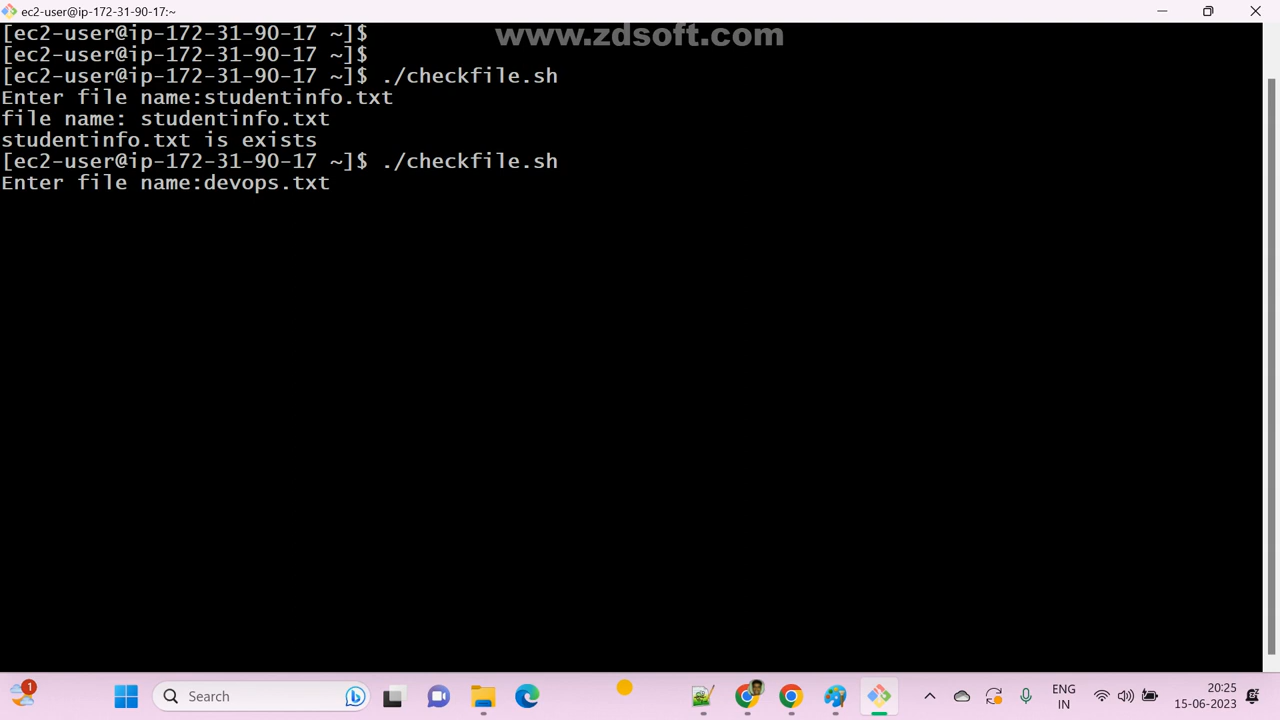 ec2-user@ip-172-31-90-17:~
[ec2-user@ip-172-31-90-17 ~]$
www.zdsoft.com
[ec2-user@ip-172-31-90-17 ~]$
[ec2-user@ip-172-31-90-17 ~]$ ./checkfile.sh
Enter file name:studentinfo.txt
file name: studentinfo.txt
studentinfo.txt is exists
[ec2-user@ip-172-31-90-17 ~]$ ./checkfile.sh
Enter file name:devops.txt
1
Search
ENG
IN
20:25
15-06-2023